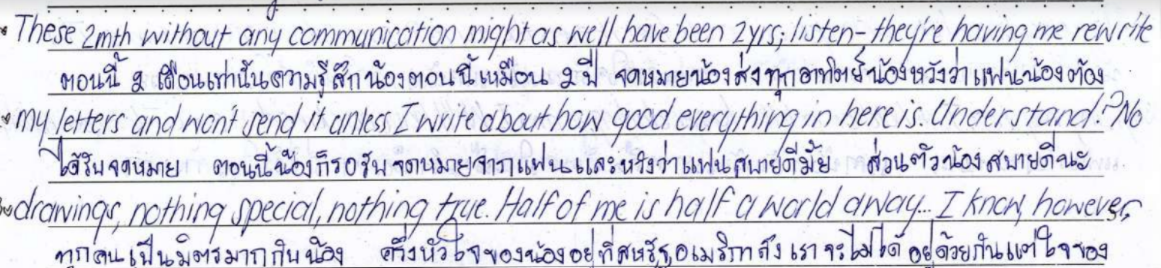 These 2mth without any communication might as well have been 2yrs; listen- they're having me rewrite
ตอนนี้ 2 เดือนเท่านั้นความรู้สึกน้องตอนนี้เหมือน 2 ปี จดหมายน้องส่งทุกอาทิตย์น้องหวังว่าแฟนน้องต้อง
my letters and won't send it unless I write about how good everything in here is. Understand!? No
ได้รับจดหมาย ตอนนี้น้องก็รอรับจดหมายจากแฟนและหวังว่าแฟนสบายดีมั้ย ส่วนตัวน้องสบายดีนะ
drawings, nothing special, nothing true. Half of me is half a world away... I know, however,
ทุกคนเป็นมิตรมากกับน้อง ครึ่งหัวใจของน้องอยู่ที่สหรัฐอเมริกา ถึงเราจะไม่ได้อยู่ด้วยกันแต่ใจของ